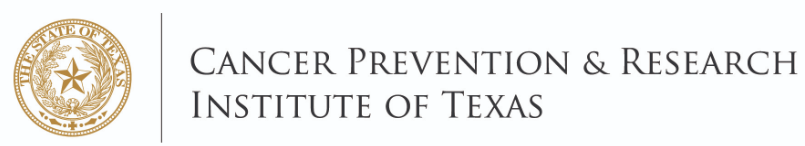 THE STATE OF TEXAS
CANCER PREVENTION & RESEARCH
INSTITUTE OF TEXAS